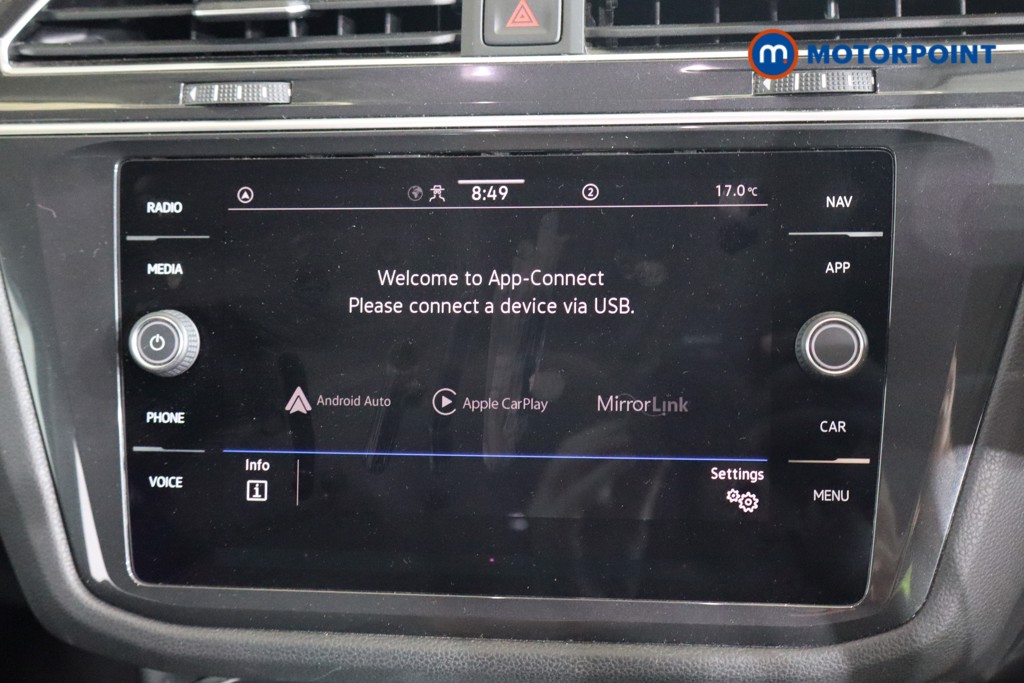 m MOTORPOINT
RADIO
8:49
2
17.0 °C
NAV
MEDIA
APP
Welcome to App-Connect
Please connect a device via USB.
Android Auto
Apple CarPlay
MirrorLink
PHONE
CAR
Info
i
Settings
VOICE
MENU